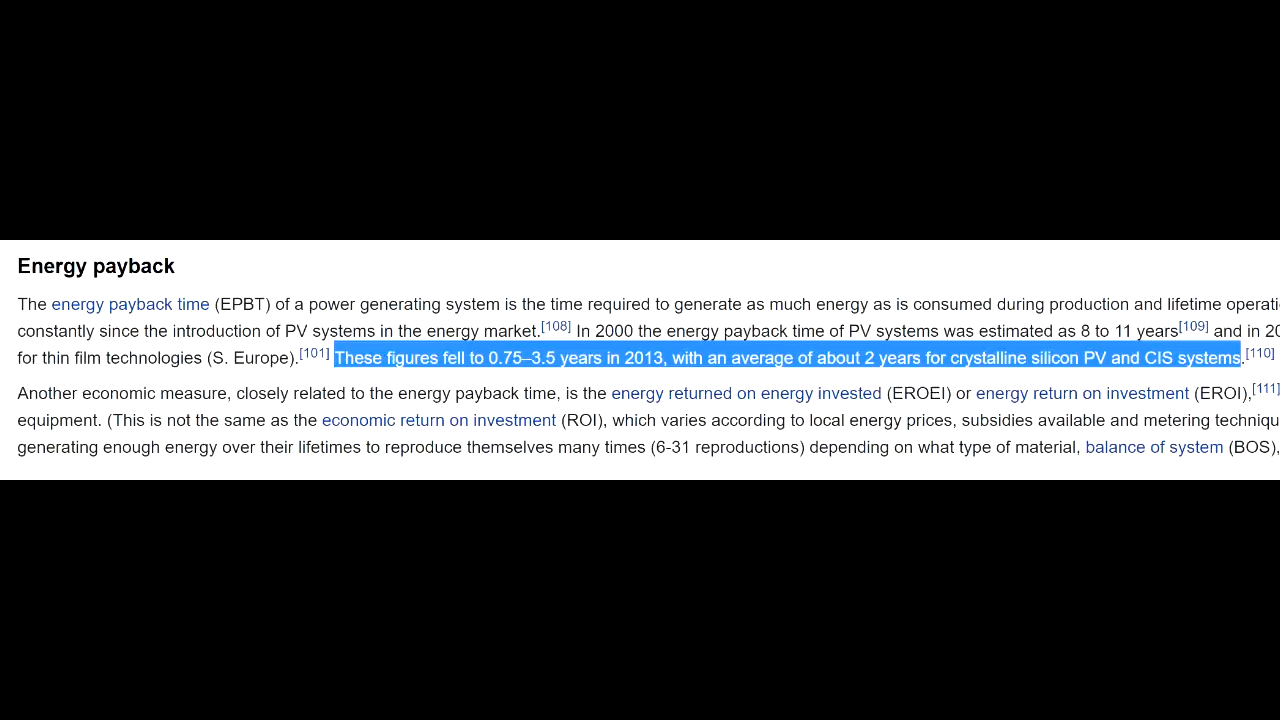 Energy payback
The energy payback time (EPBT) of a power generating system is the time required to generate as much energy as is consumed during production and lifetime
constantly since the introduction of PV systems in the energy market.[108] In 2000 the energy payback time of PV systems was estimated as 8 to 11 years[109] and in
for thin film technologies (S. Europe).[101] These figures fell to 0.75–3.5 years in 2013, with an average of about 2 years for crystalline silicon PV and CIS systems.[110]
Another economic measure, closely related to the energy payback time, is the energy returned on energy invested (EROEI) or energy return on investment (EROI),[111]
equipment. (This is not the same as the economic return on investment (ROI), which varies according to local energy prices, subsidies available and metering
generating enough energy over their lifetimes to reproduce themselves many times (6-31 reproductions) depending on what type of material, balance of system (BOS),